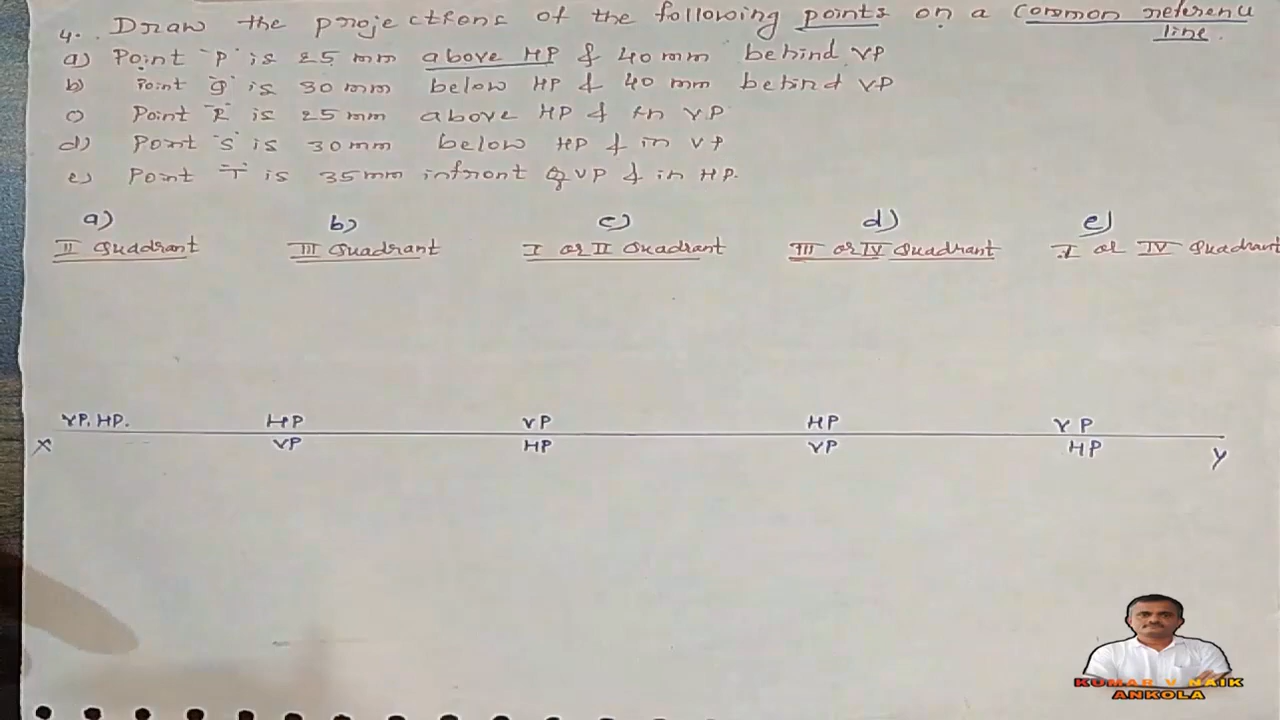 4. Draw the projections of the following points on a common reference
line.
a) Point "P" is 25 mm above HP & 40 mm behind VP
b) Point "Q" is 30 mm below HP & 40 mm behind VP
c) Point "R" is 25 mm above HP & in VP
d) Point "S" is 30 mm below HP & in VP
e) Point "T" is 35 mm infront of VP & in HP.
a) b) c) d) e)
II Quadrant III Quadrant I or II Quadrant III or IV Quadrant I or IV Quadrant
VP. HP. HP VP HP VP
X VP HP VP HP Y
KUMAR V NAIK
ANKOLA